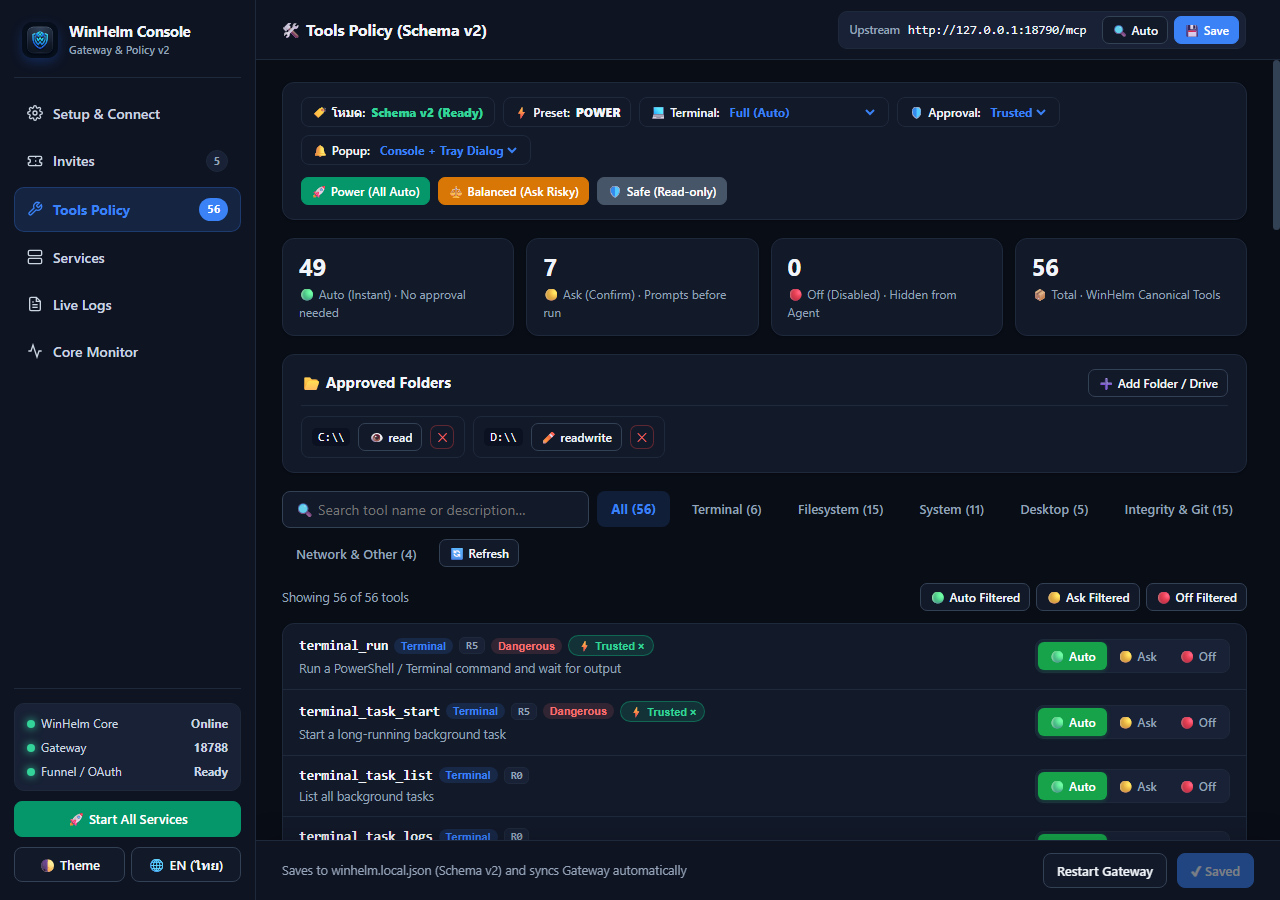 WinHelm Console
Gateway & Policy v2
Setup & Connect
Invites 5
Tools Policy 56
Services
Live Logs
Core Monitor
WinHelm Core Online
Gateway 18788
Funnel / OAuth Ready
Start All Services
Theme
EN (ไทย)
Tools Policy (Schema v2)
Upstream http://127.0.0.1:18790/mcp Auto Save
โหมด: Schema v2 (Ready) Preset: POWER Terminal: Full (Auto) Approval: Trusted
Popup: Console + Tray Dialog
Power (All Auto) Balanced (Ask Risky) Safe (Read-only)
49
Auto (Instant) · No approval
needed
7
Ask (Confirm) · Prompts before
run
0
Off (Disabled) · Hidden from
Agent
56
Total · WinHelm Canonical Tools
Approved Folders
Add Folder / Drive
C:\\ read D:\\ readwrite
Search tool name or description...
All (56) Terminal (6) Filesystem (15) System (11) Desktop (5) Integrity & Git (15)
Network & Other (4) Refresh
Showing 56 of 56 tools
Auto Filtered Ask Filtered Off Filtered
terminal_run Terminal R5 Dangerous Trusted ×
Run a PowerShell / Terminal command and wait for output
Auto Ask Off
terminal_task_start Terminal R5 Dangerous Trusted ×
Start a long-running background task
Auto Ask Off
terminal_task_list Terminal R0
List all background tasks
Auto Ask Off
terminal_task_logs Terminal R0
Saves to winhelm.local.json (Schema v2) and syncs Gateway automatically
Restart Gateway
✓ Saved